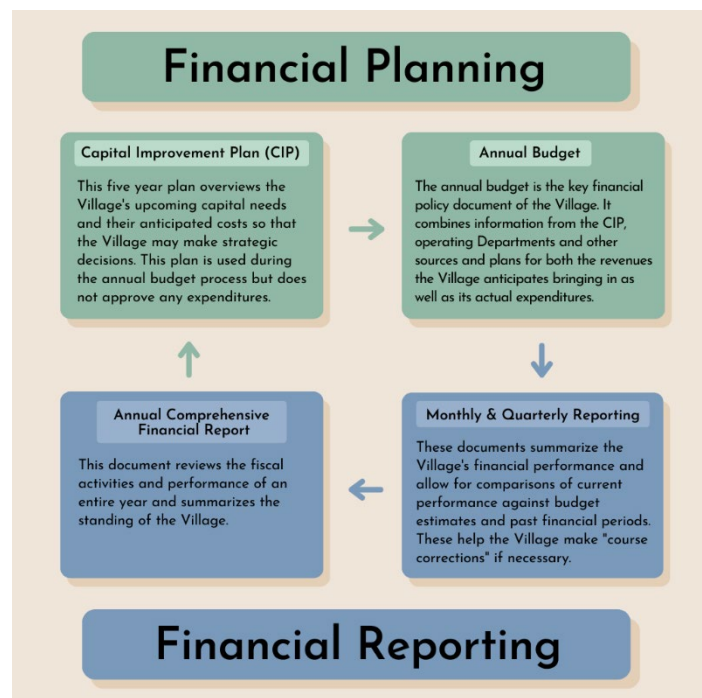 Financial Planning
Capital Improvement Plan (CIP)
This five year plan overviews the
Village's upcoming capital needs
and their anticipated costs so that
the Village may make strategic
decisions. This plan is used during
the annual budget process but does
not approve any expenditures.
Annual Budget
The annual budget is the key financial
policy document of the Village. It
combines information from the CIP,
operating Departments and other
sources and plans for both the revenues
the Village anticipates bringing in as
well as its actual expenditures.
Annual Comprehensive
Financial Report
This document reviews the fiscal
activities and performance of an
entire year and summarizes the
standing of the Village.
Monthly & Quarterly Reporting
These documents summarize the
Village's financial performance and
allow for comparisons of current
performance against budget
estimates and past financial periods.
These help the Village make "course
corrections" if necessary.
Financial Reporting